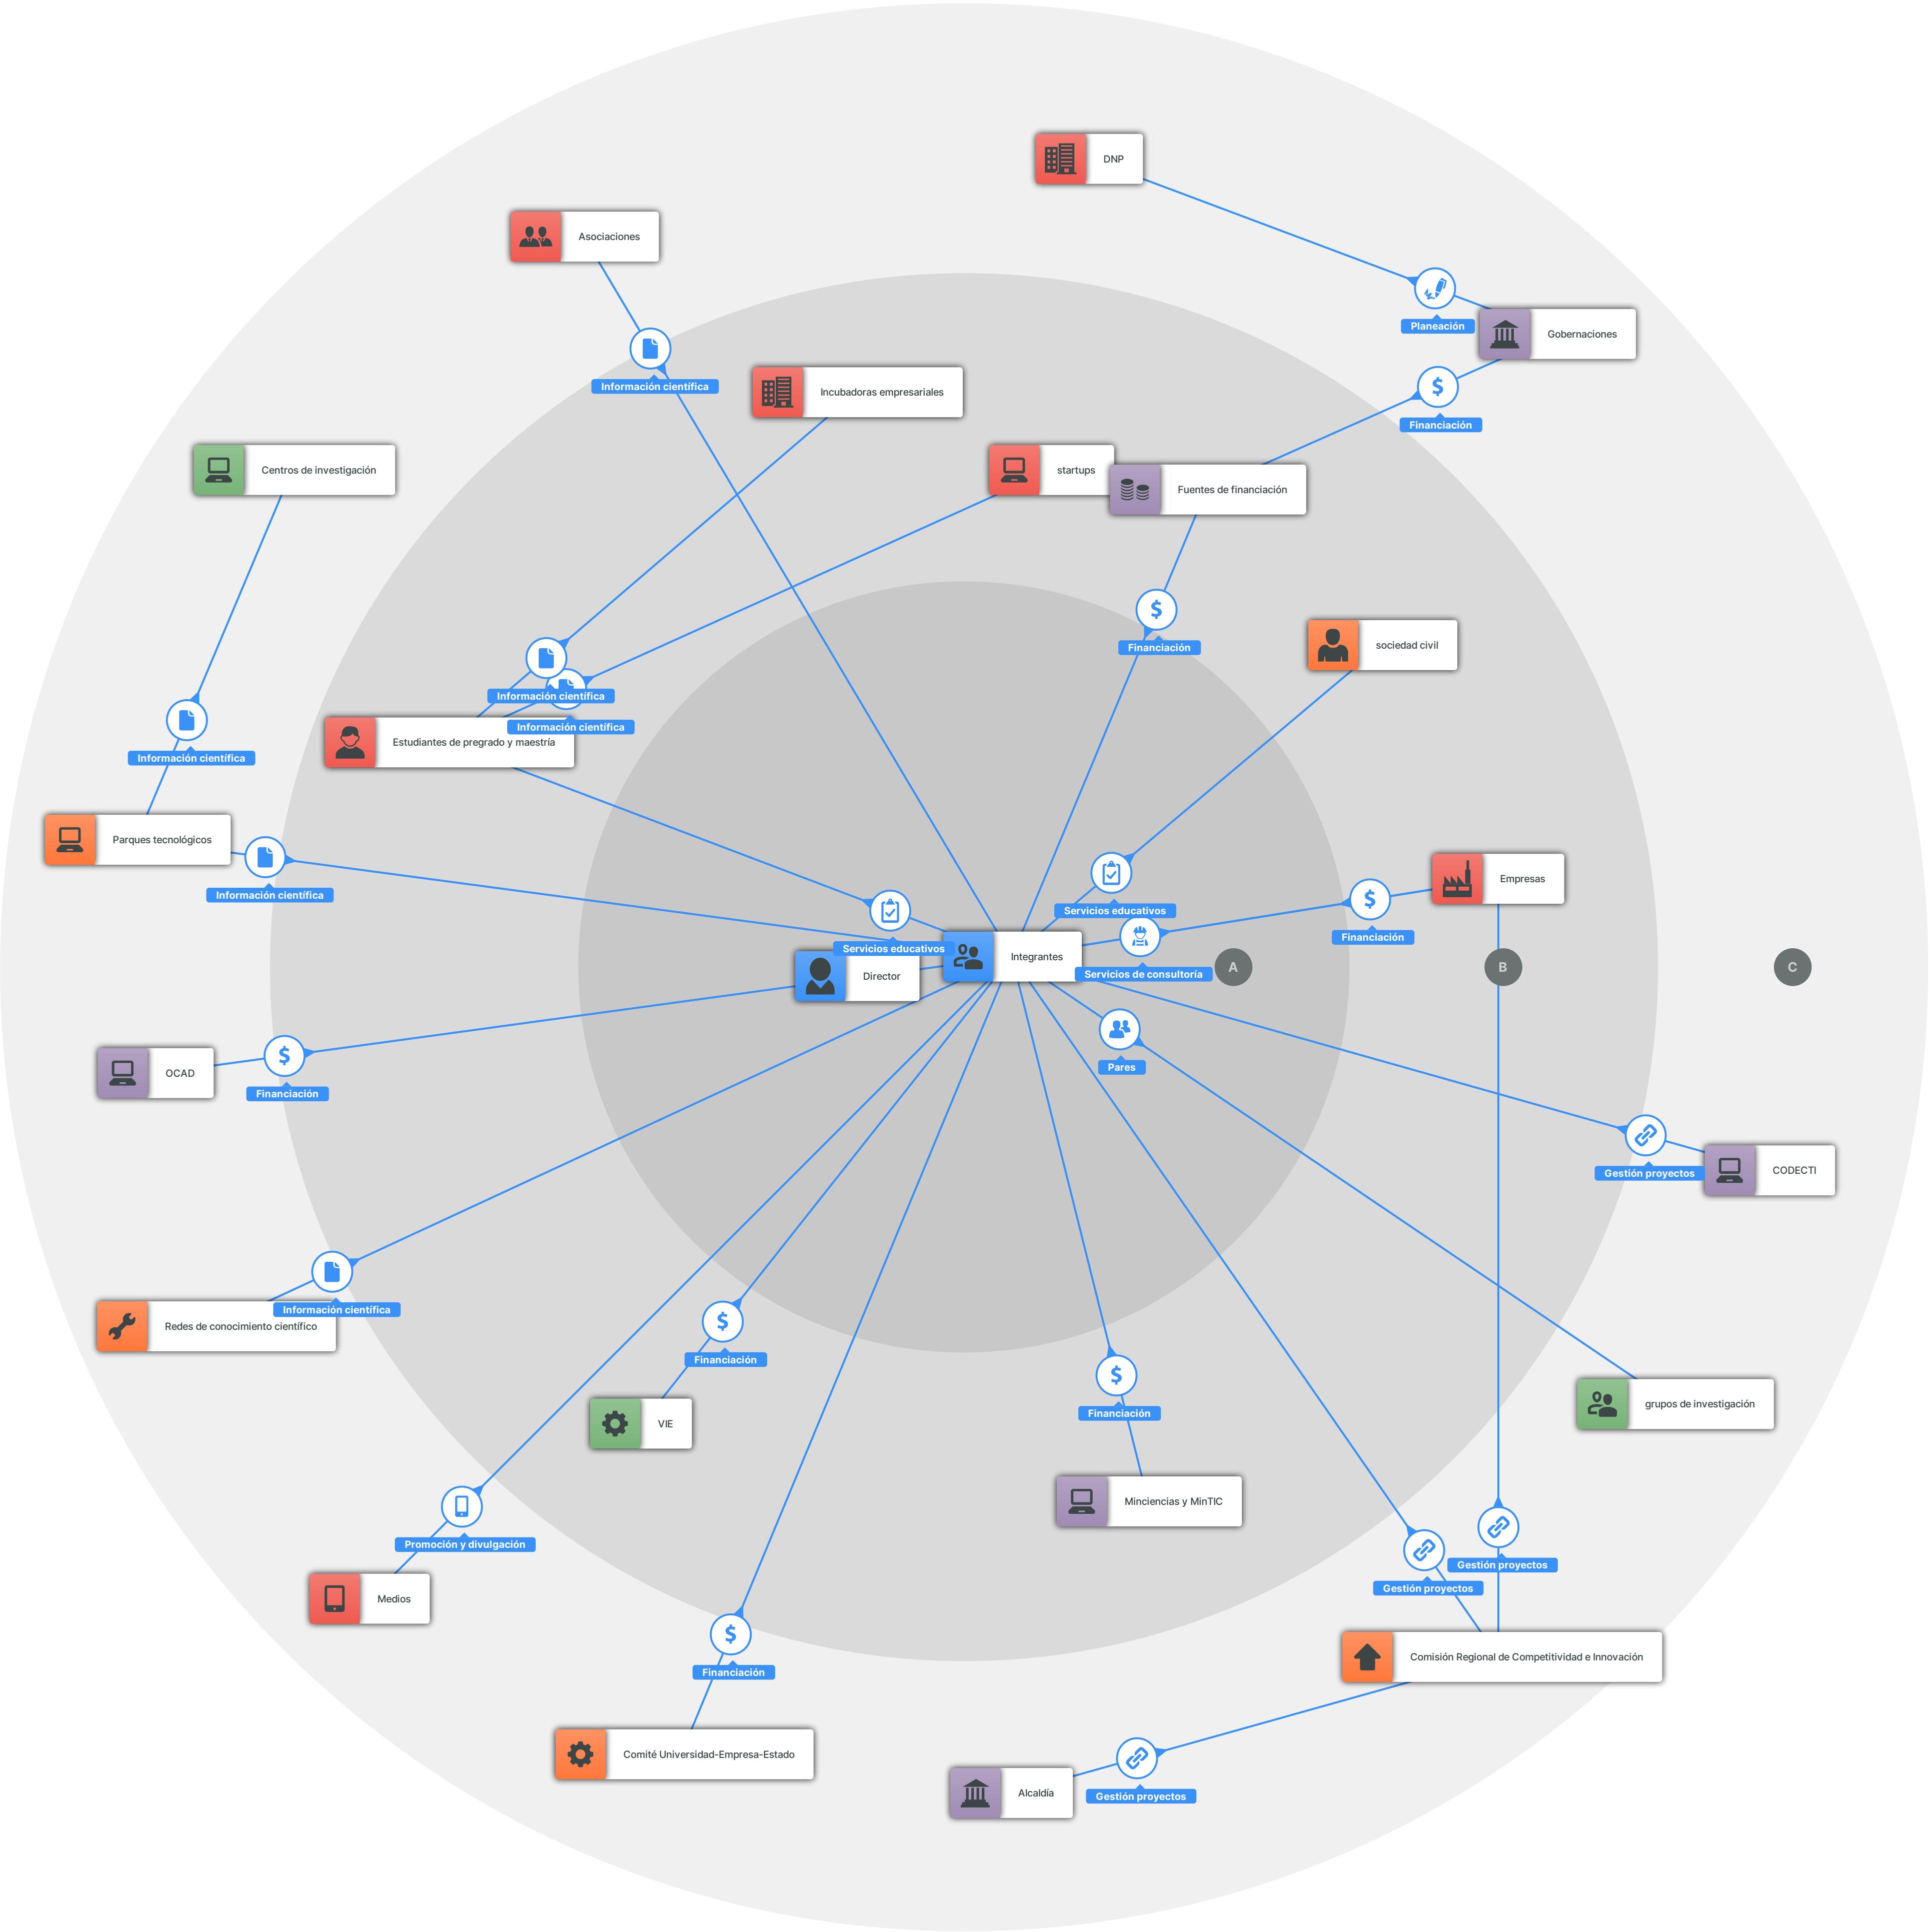 DNP
Asociaciones
Planeación
Gobernaciones
Información científica
Incubadoras empresariales
Financiación
Centros de investigación
startups
Fuentes de financiación
Financiación
sociedad civil
Información científica
Información científica
Estudiantes de pregrado y maestría
Información científica
Parques tecnológicos
Información científica
Empresas
Servicios educativos
Financiación
Servicios educativos
Integrantes
Director
Servicios de consultoría
A
B
C
Pares
OCAD
Financiación
Gestión proyectos
CODECTI
Información científica
Redes de conocimiento científico
Financiación
VIE
Financiación
grupos de investigación
Minciencias y MinTIC
Promoción y divulgación
Gestión proyectos
Gestión proyectos
Medios
Financiación
Comisión Regional de Competitividad e Innovación
Comité Universidad-Empresa-Estado
Alcaldía
Gestión proyectos